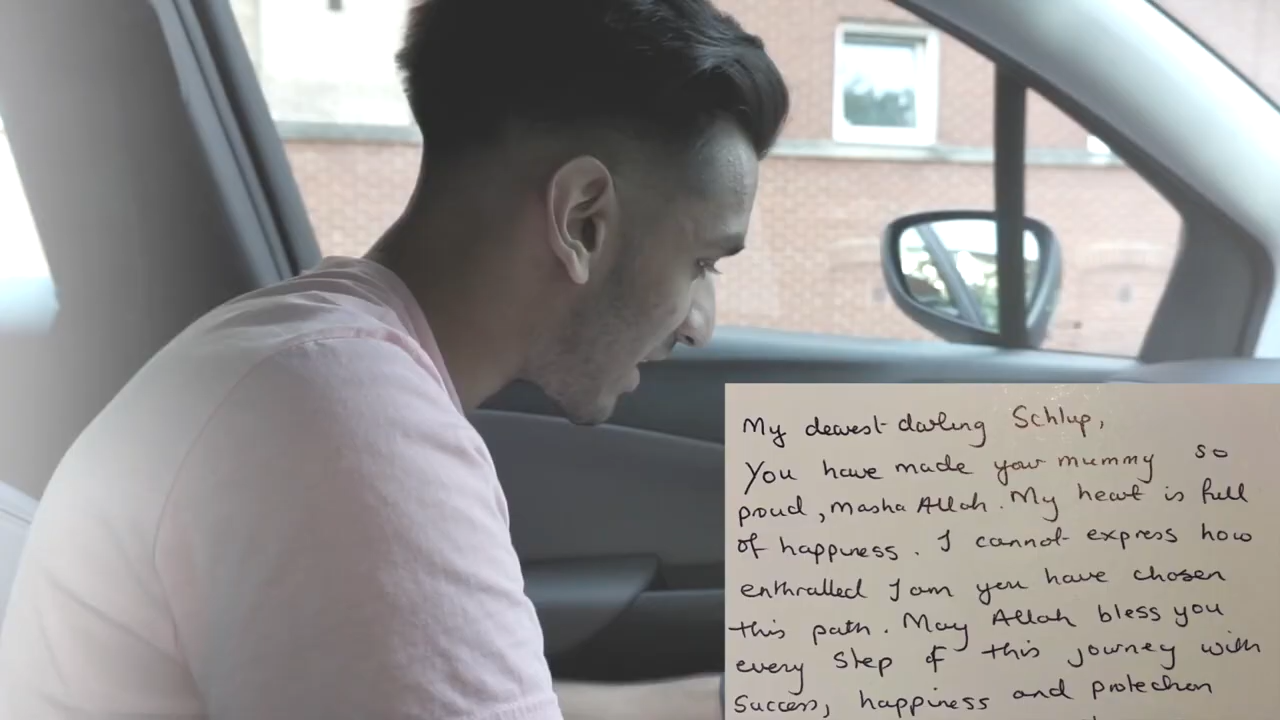 My dearest darling Schlup,
You have made your mummy so
proud, Masha Allah. My heart is full
of happiness. I cannot express how
enthralled I am you have chosen
this path. May Allah bless you
every step of this journey with
success, happiness and protection